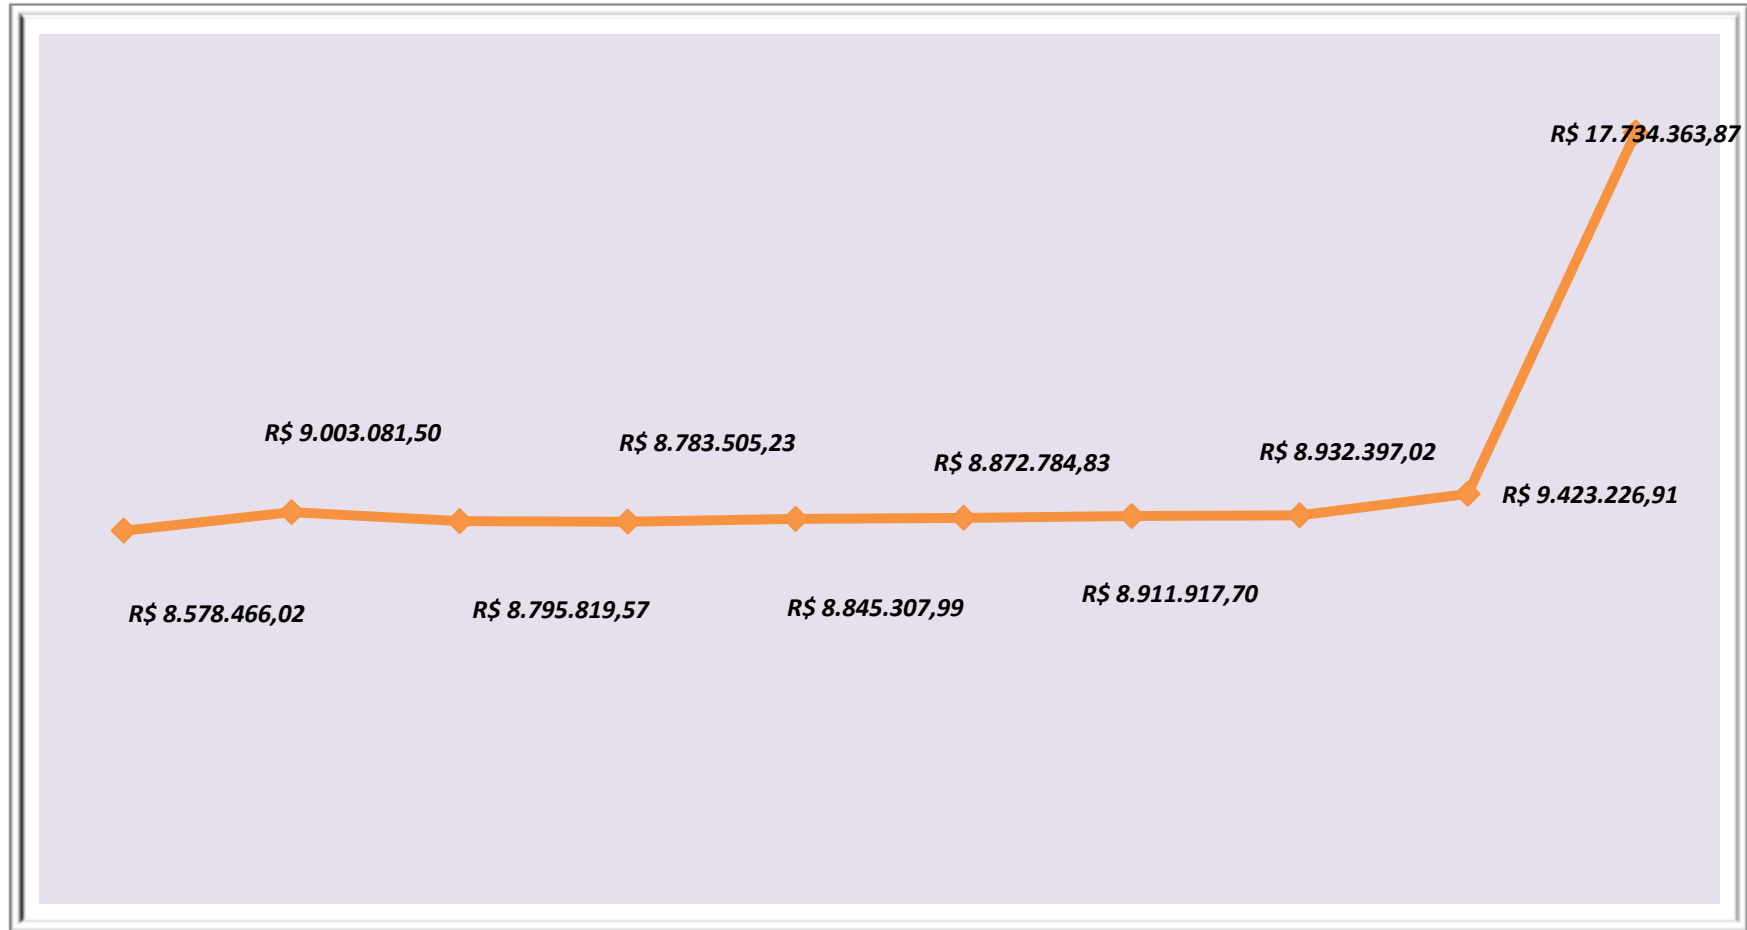 R$ 8.578.466,02
R$ 9.003.081,50
R$ 8.795.819,57
R$ 8.783.505,23
R$ 8.845.307,99
R$ 8.872.784,83
R$ 8.911.917,70
R$ 8.932.397,02
R$ 9.423.226,91
R$ 17.734.363,87